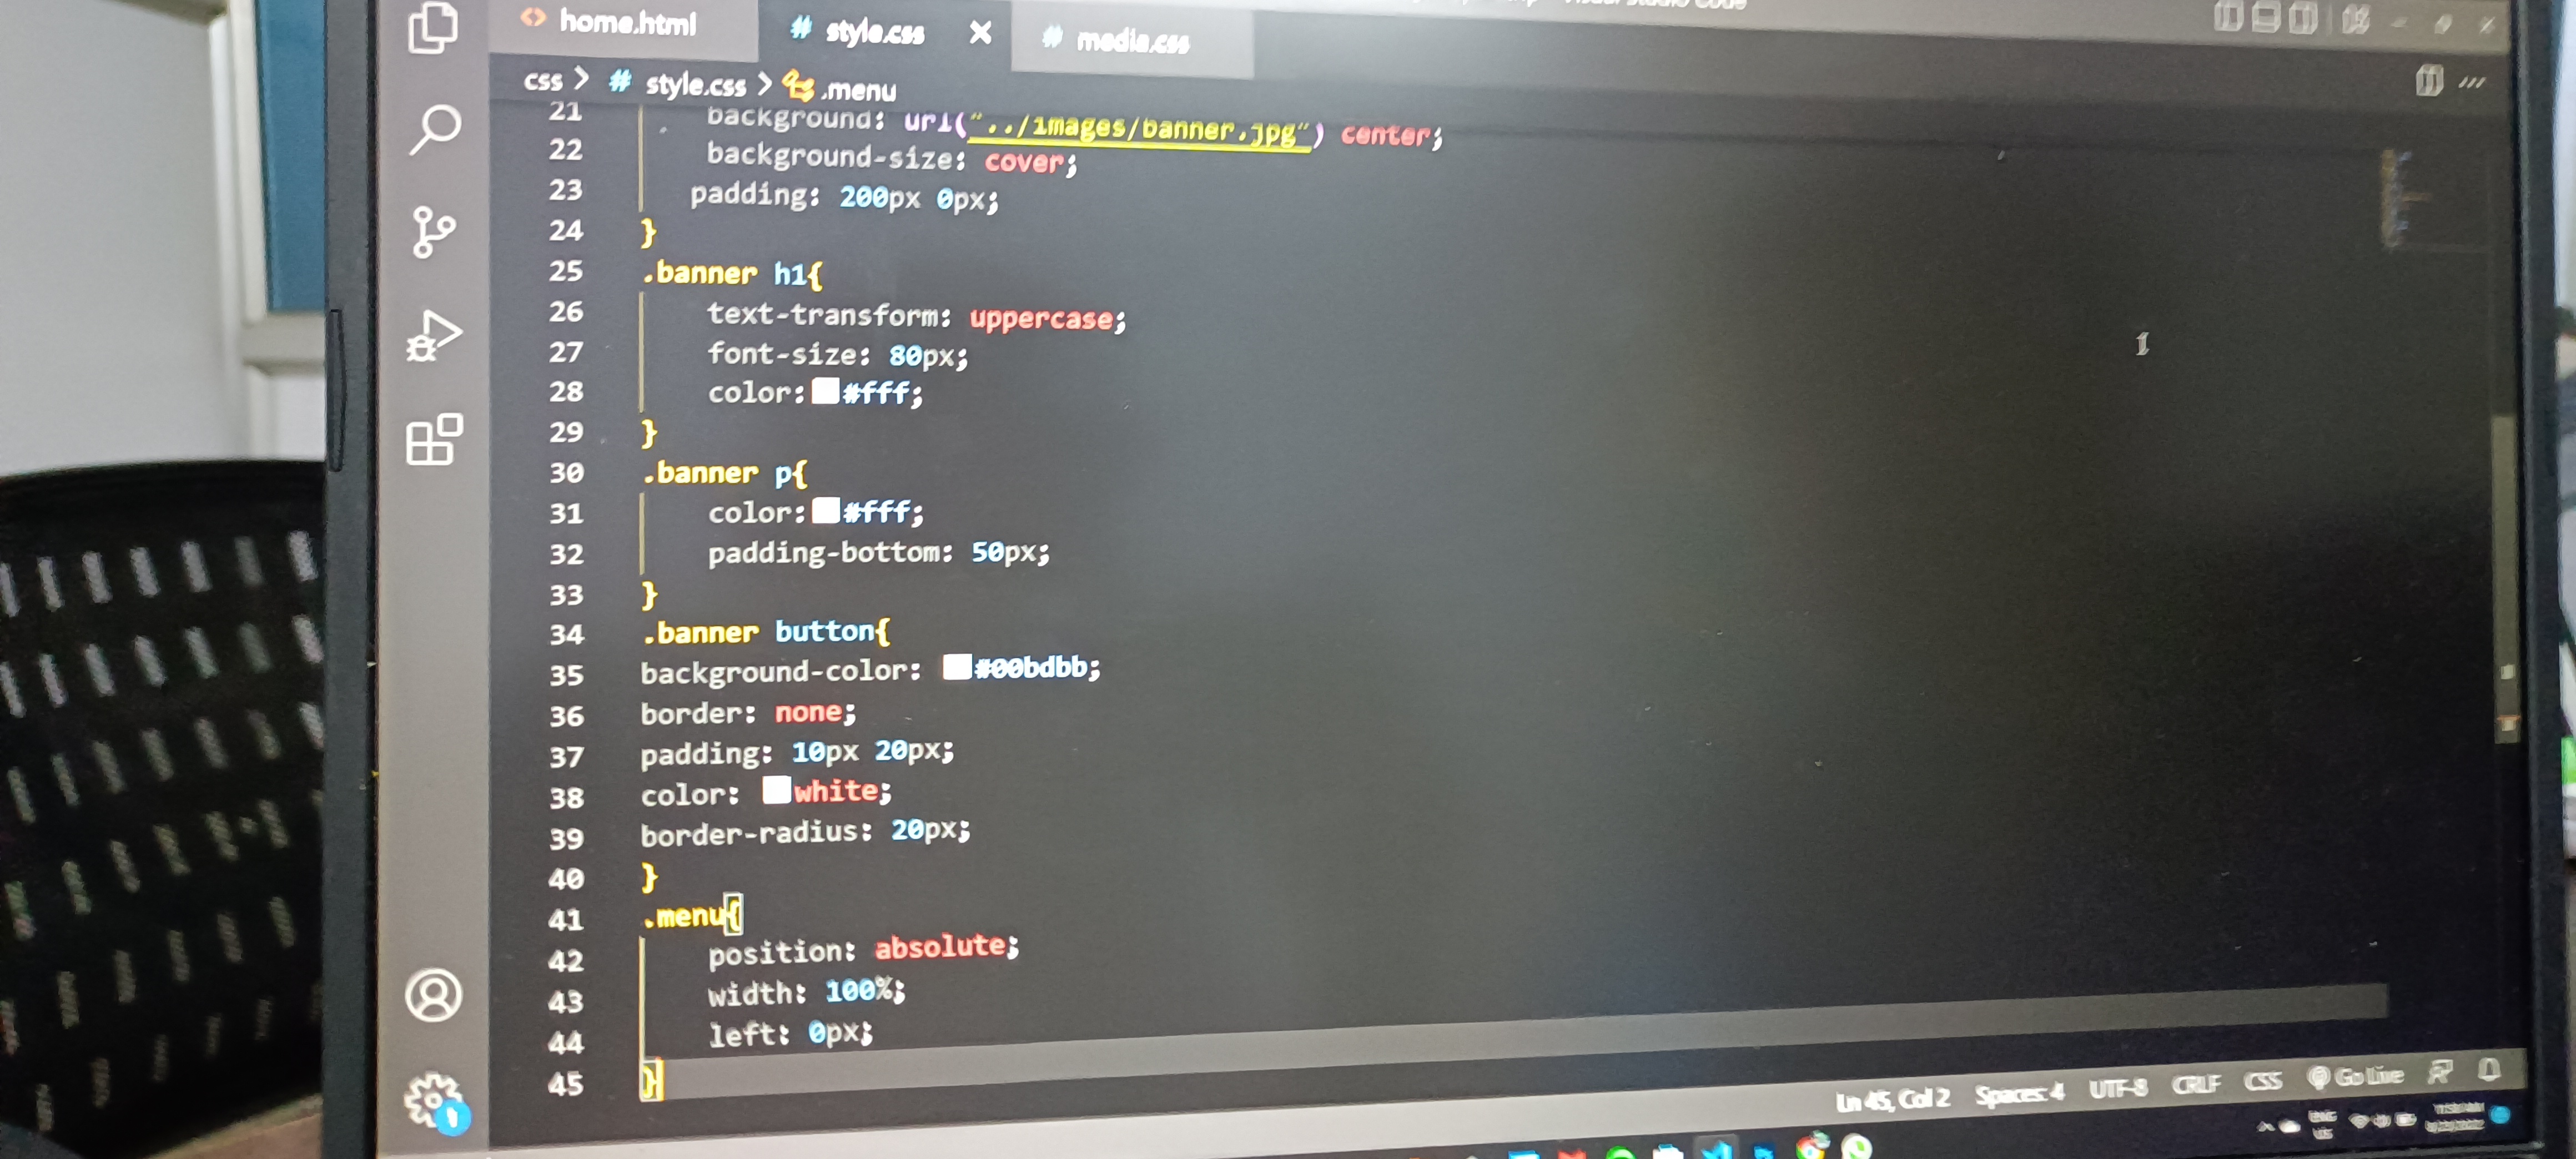 home.html
style.css
media.css
css > # style.css > .menu
21 background: url("../images/banner.jpg") center;
22 background-size: cover;
23 padding: 200px 0px;
24 }
25 .banner h1{
26 text-transform: uppercase;
27 font-size: 80px;
28 color: #fff;
29 }
30 .banner p{
31 color: #fff;
32 padding-bottom: 50px;
33 }
34 .banner button{
35 background-color: #00bdbb;
36 border: none;
37 padding: 10px 20px;
38 color: white;
39 border-radius: 20px;
40 }
41 .menu{
42 position: absolute;
43 width: 100%;
44 left: 0px;
45 }
Ln 45, Col 2 Spaces: 4 UTF-8 CRLF CSS Go Live
ENG
US